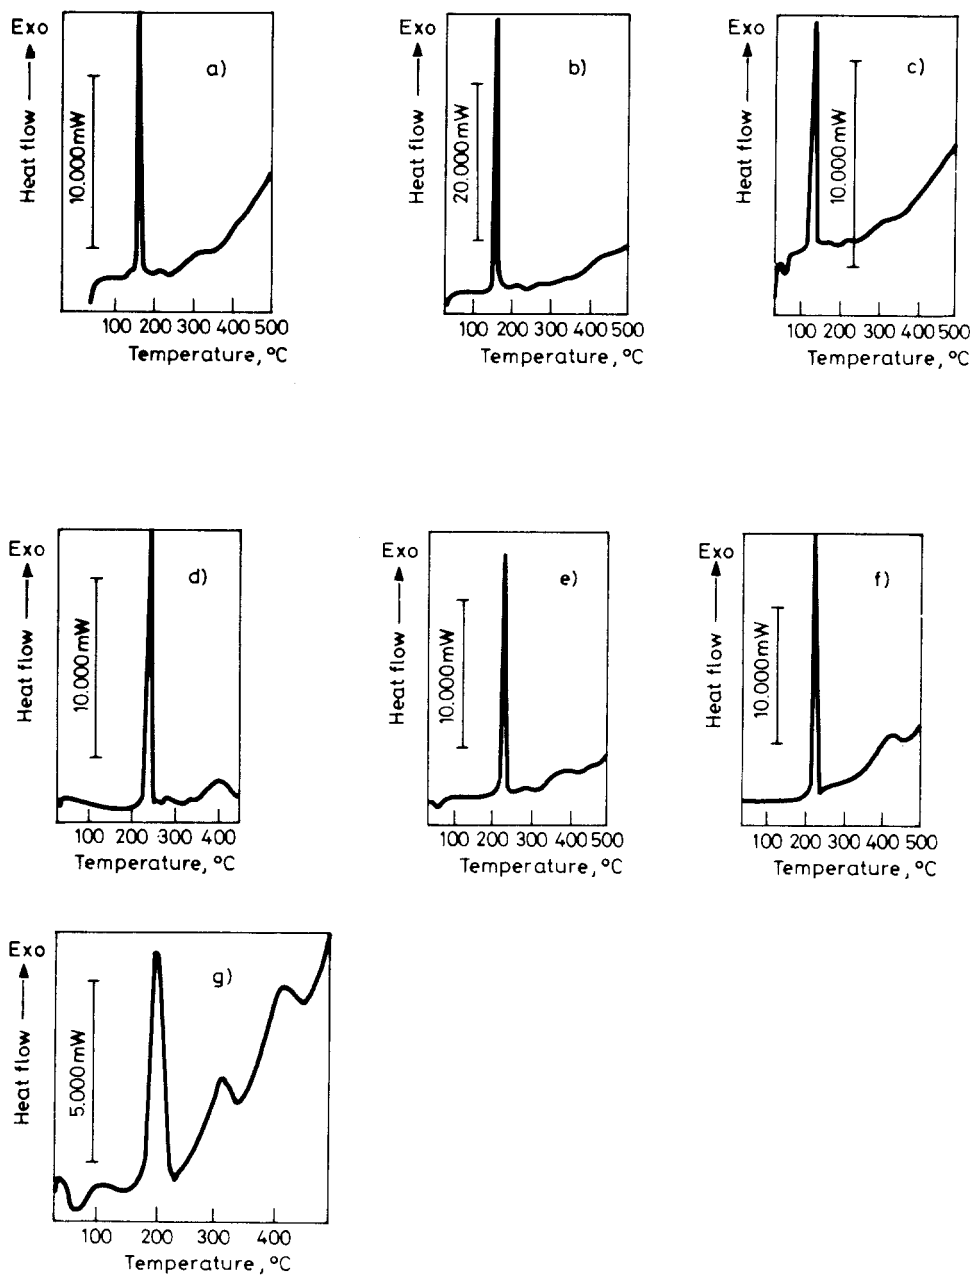 Exo
Heat flow
10.000mW
a)
100 200 300 400 500
Temperature, °C
Exo
Heat flow
20.000mW
b)
100 200 300 400 500
Temperature, °C
Exo
Heat flow
10.000mW
c)
100 200 300 400 500
Temperature, °C
Exo
Heat flow
10.000mW
d)
100 200 300 400
Temperature, °C
Exo
Heat flow
10.000mW
e)
100 200 300 400 500
Temperature, °C
Exo
Heat flow
10.000mW
f)
100 200 300 400 500
Temperature, °C
Exo
Heat flow
5.000mW
g)
100 200 300 400
Temperature, °C